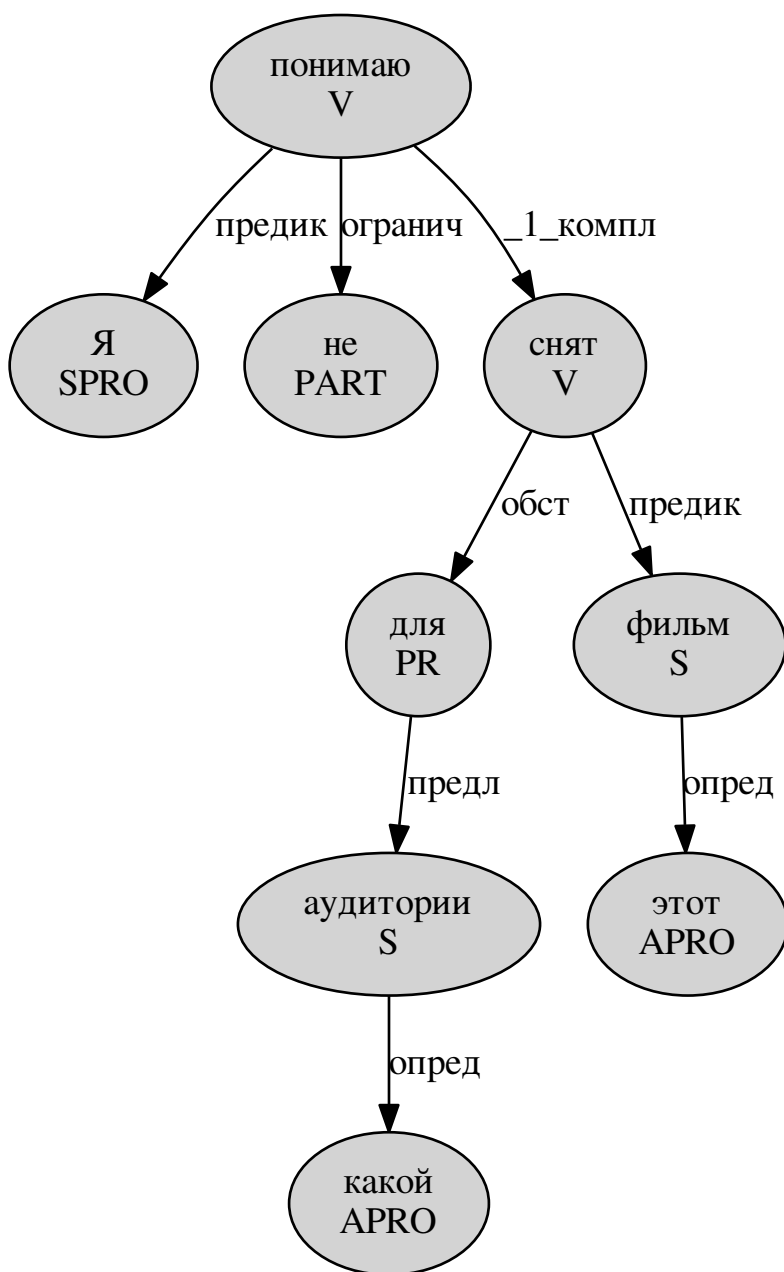 понимаю
V
предик
огранич
_1_компл
Я
SPRO
не
PART
снят
V
обст
предик
для
PR
фильм
S
предл
опред
аудитории
S
этот
APRO
опред
какой
APRO